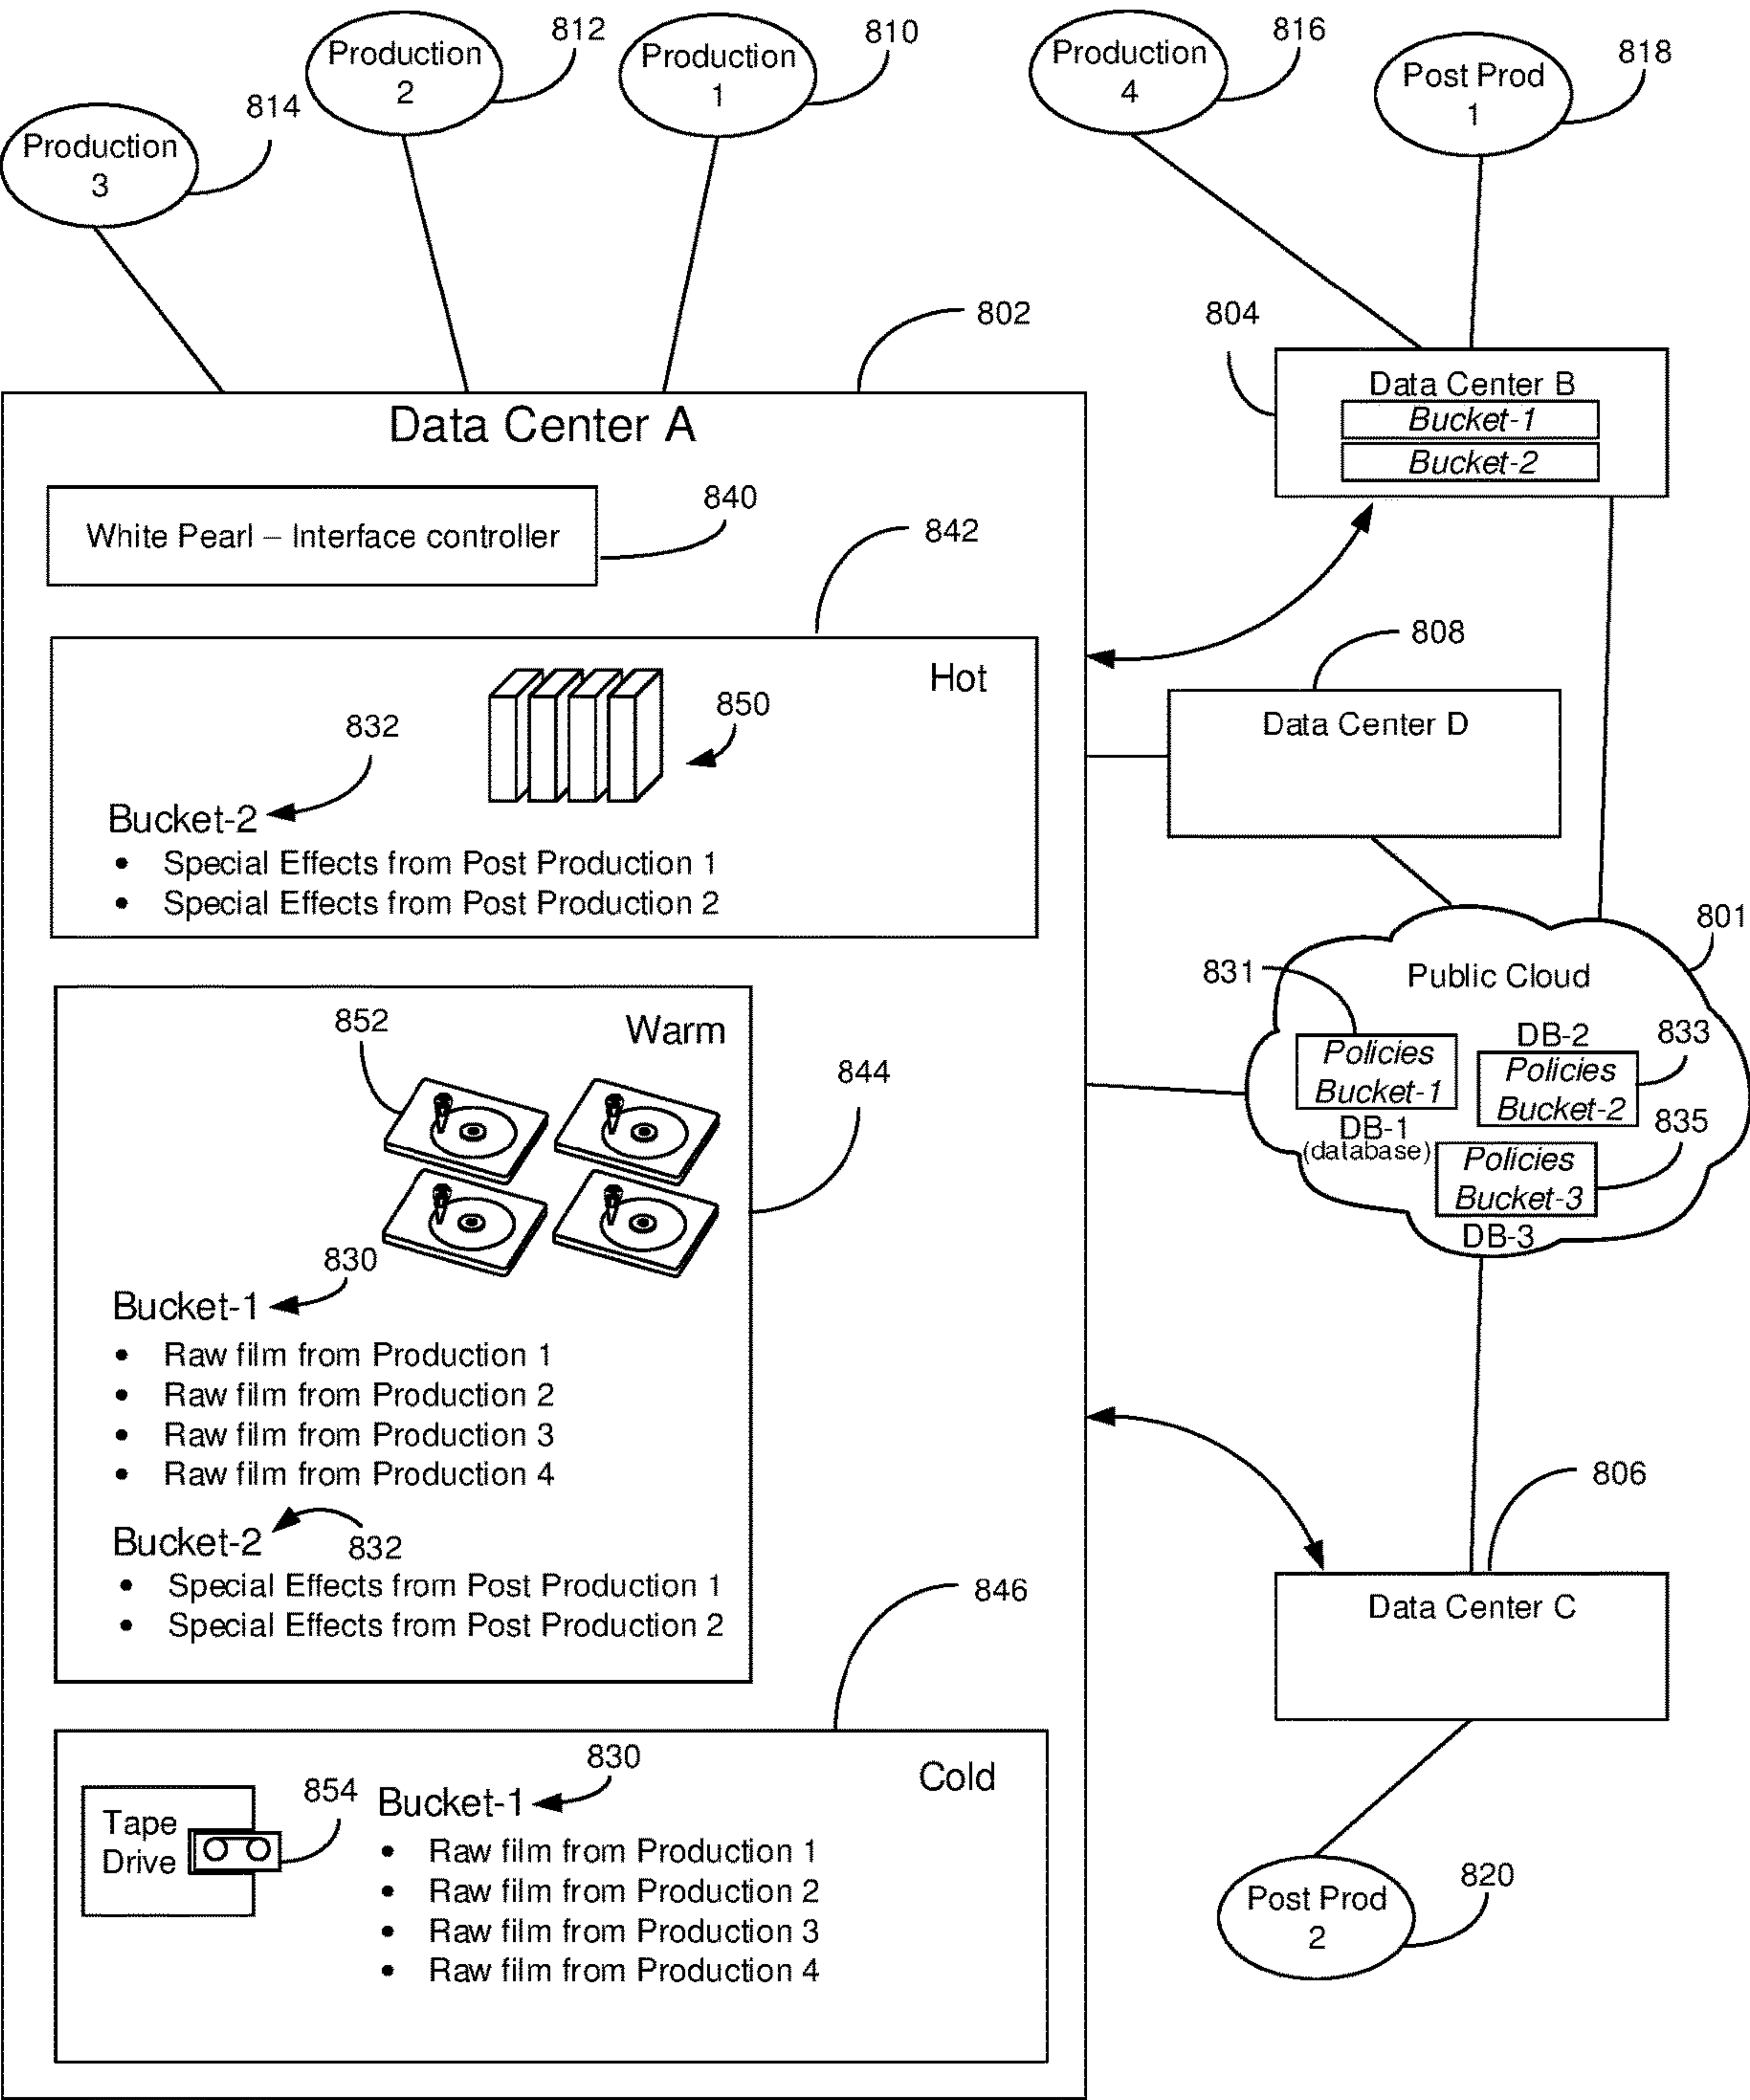 812
Production
2
810
Production
1
816
Production
4
818
Post Prod
1
814
Production
3
802
804
Data Center A
Data Center B
Bucket-1
Bucket-2
840
White Pearl – Interface controller
842
808
Data Center D
Hot
850
832
Bucket-2
• Special Effects from Post Production 1
• Special Effects from Post Production 2
801
831
Public Cloud
Policies
Bucket-1
DB-1
(database)
DB-2
833
Policies
Bucket-2
835
Policies
Bucket-3
DB-3
852
Warm
844
830
Bucket-1
• Raw film from Production 1
• Raw film from Production 2
• Raw film from Production 3
• Raw film from Production 4
Bucket-2
832
• Special Effects from Post Production 1
• Special Effects from Post Production 2
806
Data Center C
846
Cold
Tape
Drive
854
830
Bucket-1
• Raw film from Production 1
• Raw film from Production 2
• Raw film from Production 3
• Raw film from Production 4
820
Post Prod
2